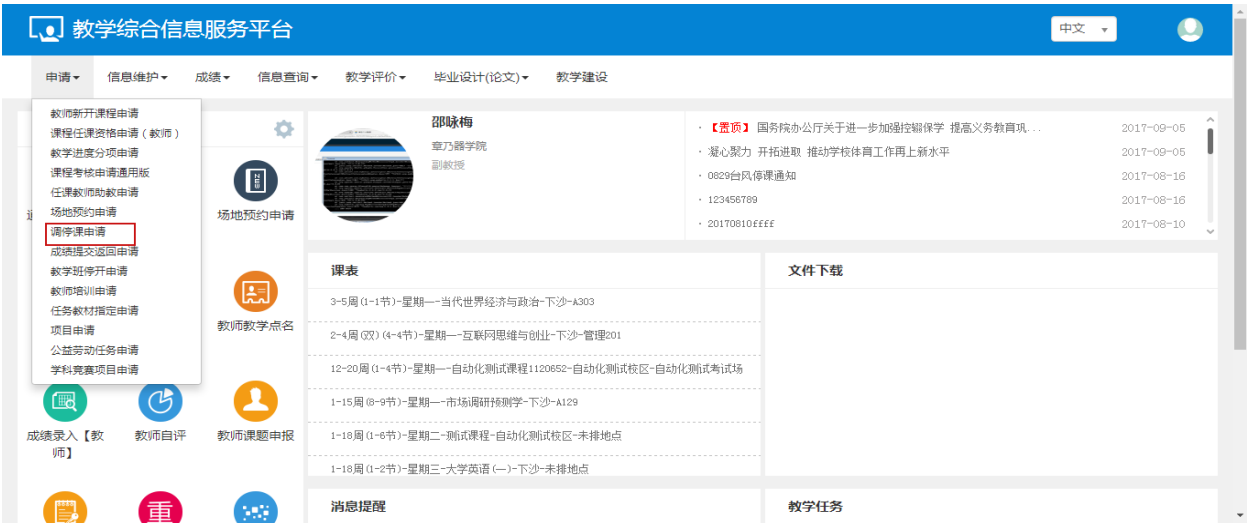 教学综合信息服务平台
中文
申请 信息维护 成绩 信息查询 教学评价 毕业设计(论文) 教学建设
教师新开课程申请
课程任课资格申请（教师）
教学进度分项申请
课程考核申请通用版
任课教师助教申请
场地预约申请
调停课申请
成绩提交返回申请
教学班停开申请
教师培训申请
任务教材指定申请
项目申请
公益劳动任务申请
学科竞赛项目申请
场地预约申请
教师教学点名
成绩录入【教师】
教师自评
教师课题申报
重
邵咏梅
章乃器学院
副教授
· 【置顶】 国务院办公厅关于进一步加强控辍保学 提高义务教育巩... 2017-09-05
· 凝心聚力 开拓进取 推动学校体育工作再上新水平 2017-09-05
· 0829台风停课通知 2017-08-16
· 123456789 2017-08-16
· 20170810ffff 2017-08-10
课表
3-5周(1-1节)-星期一-当代世界经济与政治-下沙-A303
2-4周(双)(4-4节)-星期一-互联网思维与创业-下沙-管理201
12-20周(1-4节)-星期一-自动化测试课程1120652-自动化测试校区-自动化测试考试场
1-15周(8-9节)-星期一-市场调研预测学-下沙-A129
1-18周(1-6节)-星期二-测试课程-自动化测试校区-未排地点
1-18周(1-2节)-星期三-大学英语(一)-下沙-未排地点
文件下载
消息提醒
教学任务